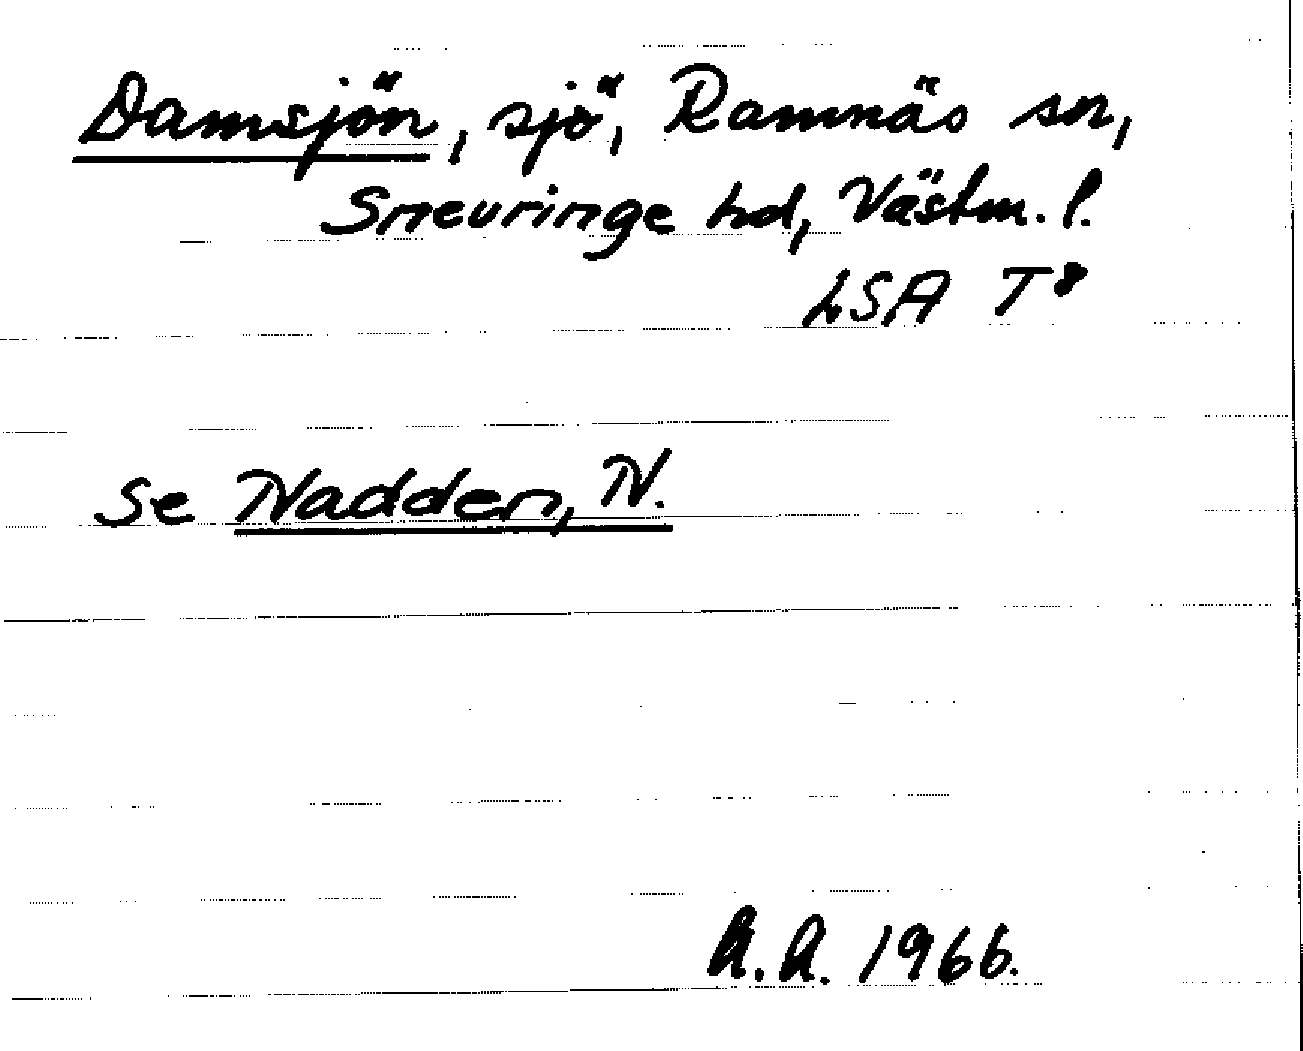 Damsjön, sjö, Ramnäs sn,
Snevringe hd, Västm. l.
LSA T8
Se Nadden, N.
A.A. 1966.